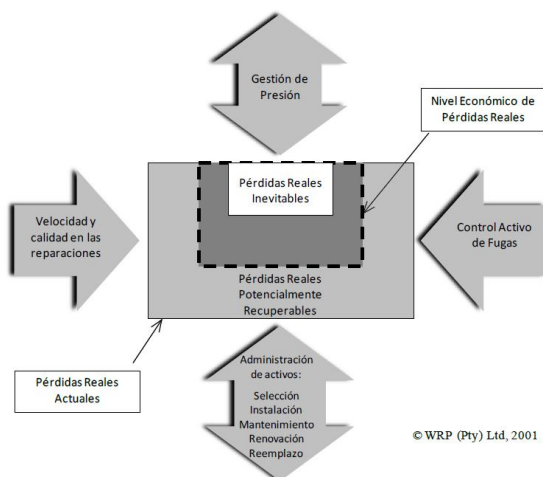 Gestión de
Presión
Nivel Económico de
Pérdidas Reales
Pérdidas Reales
Inevitables
Velocidad y
calidad en las
reparaciones
Control Activo
de Fugas
Pérdidas Reales
Potencialmente
Recuperables
Pérdidas Reales
Actuales
Administración
de activos:
Selección
Instalación
Mantenimiento
Renovación
Reemplazo
© WRP (Pty) Ltd, 2001